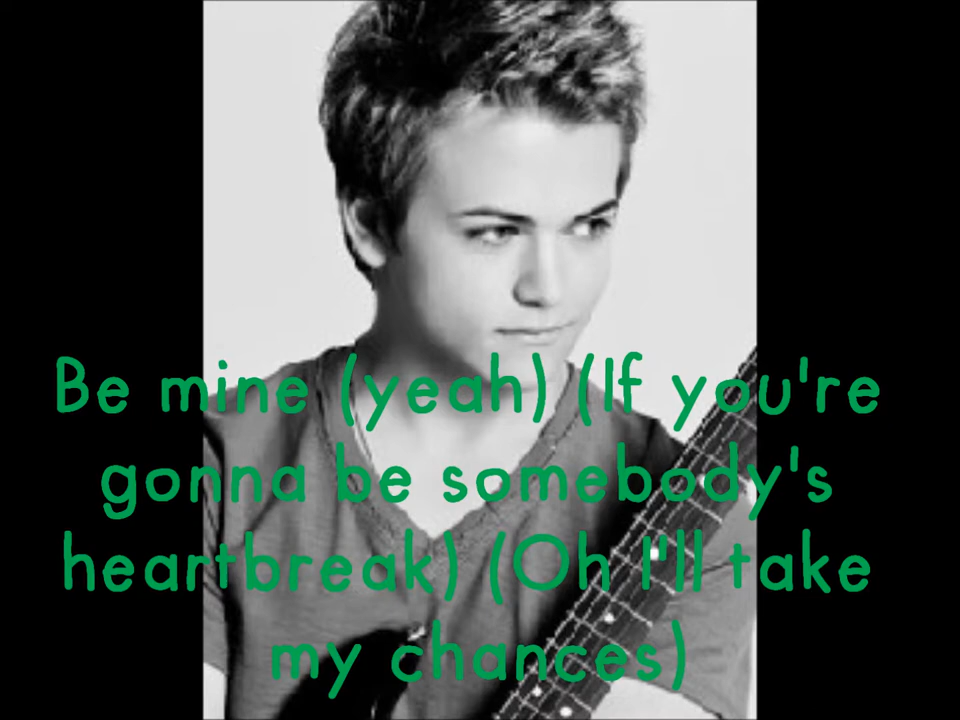 Be mine (yeah) (If you're
gonna be somebody's
heartbreak) (Oh I'll take
my chances)